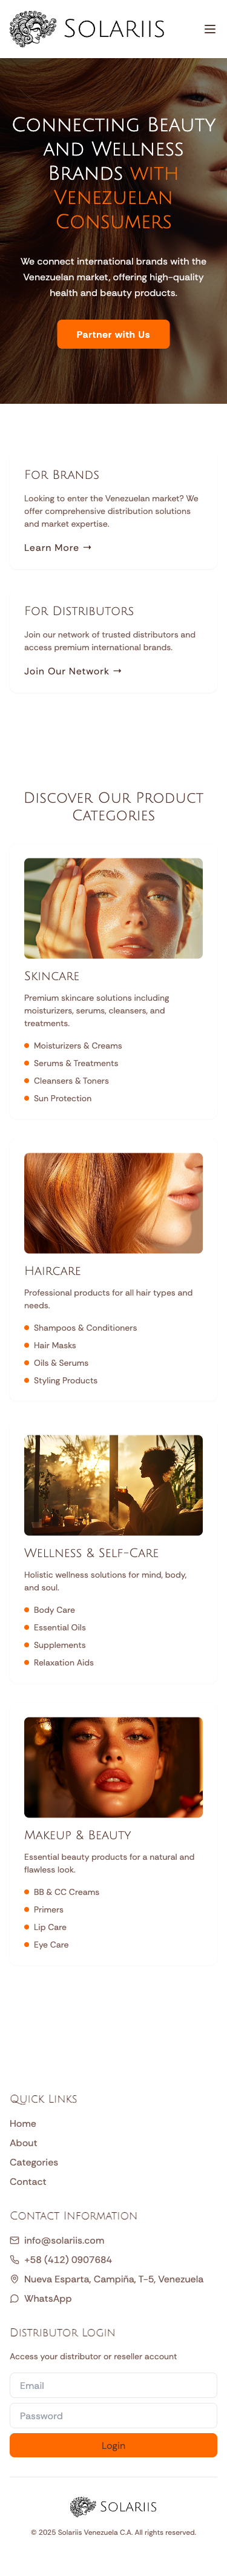 Solariis
Connecting Beauty
and Wellness
Brands with
Venezuelan
Consumers
We connect international brands with the
Venezuelan market, offering high-quality
health and beauty products.
Partner with Us
For Brands
Looking to enter the Venezuelan market? We
offer comprehensive distribution solutions
and market expertise.
Learn More →
For Distributors
Join our network of trusted distributors and
access premium international brands.
Join Our Network →
Discover Our Product
Categories
Skincare
Premium skincare solutions including
moisturizers, serums, cleansers, and
treatments.
Moisturizers & Creams
Serums & Treatments
Cleansers & Toners
Sun Protection
Haircare
Professional products for all hair types and
needs.
Shampoos & Conditioners
Hair Masks
Oils & Serums
Styling Products
Wellness & Self-Care
Holistic wellness solutions for mind, body,
and soul.
Body Care
Essential Oils
Supplements
Relaxation Aids
Makeup & Beauty
Essential beauty products for a natural and
flawless look.
BB & CC Creams
Primers
Lip Care
Eye Care
Quick Links
Home
About
Categories
Contact
Contact Information
info@solariis.com
+58 (412) 0907684
Nueva Esparta, Campiña, T-5, Venezuela
WhatsApp
Distributor Login
Access your distributor or reseller account
Email
Password
Login
Solariis
© 2025 Solariis Venezuela C.A. All rights reserved.